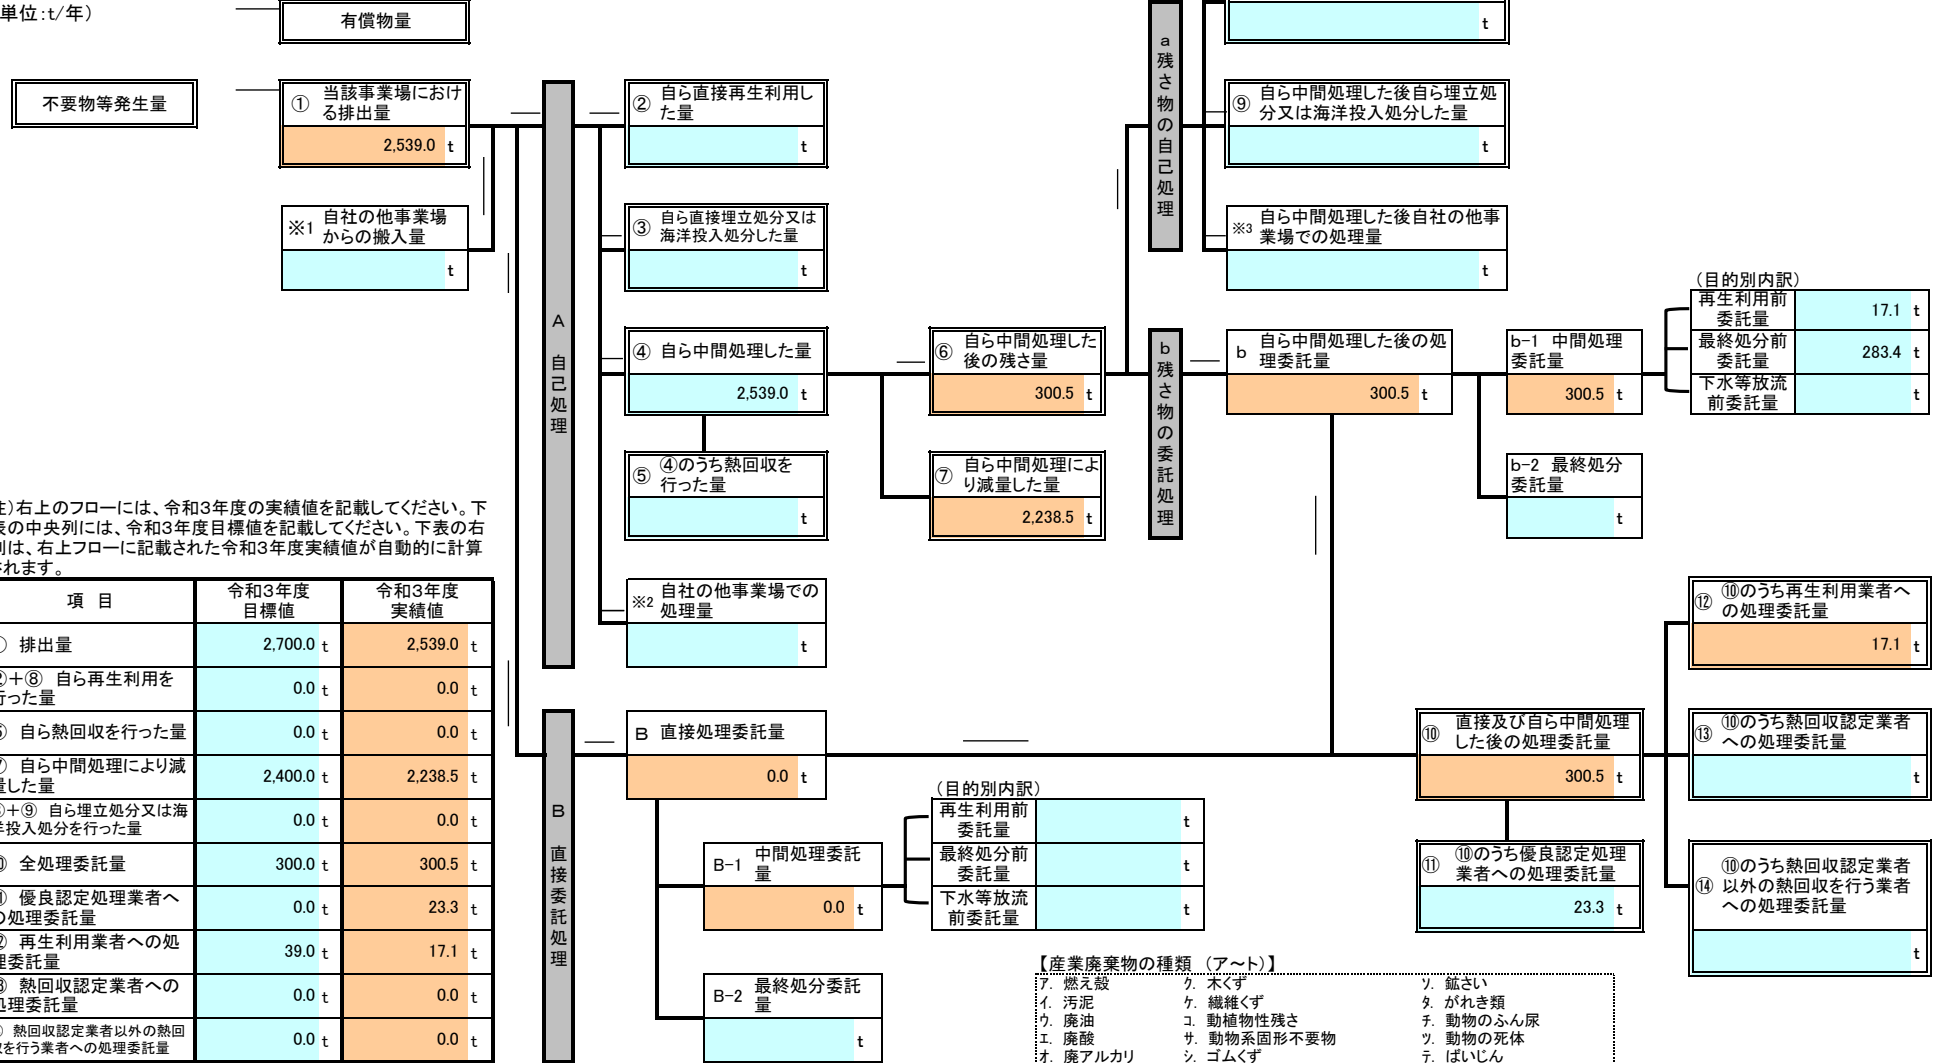 単位:t/年）
有償物量
t
不要物等発生量
① 当該事業場におけ
る排出量
2,539.0 t
※1 自社の他事業場
からの搬入量
t
A 自己処理
② 自ら直接再生利用し
た量
t
③ 自ら直接埋立処分又は
海洋投入処分した量
t
④ 自ら中間処理した量
2,539.0 t
⑤ ④のうち熱回収を
行った量
t
※2 自社の他事業場での
処理量
t
⑥ 自ら中間処理した
後の残さ量
300.5 t
⑦ 自ら中間処理によ
り減量した量
2,238.5 t
a 残さ物の自己処理
⑨ 自ら中間処理した後自ら埋立処
分又は海洋投入処分した量
t
※3 自ら中間処理した後自社の他事
業場での処理量
t
b 残さ物の委託処理
b 自ら中間処理した後の処
理委託量
300.5 t
b-1 中間処理
委託量
300.5 t
（目的別内訳）
再生利用前
委託量
17.1 t
最終処分前
委託量
283.4 t
下水等放流
前委託量
t
b-2 最終処分
委託量
t
B 直接委託処理
B 直接処理委託量
0.0 t
B-1 中間処理委託
量
0.0 t
（目的別内訳）
再生利用前
委託量
t
最終処分前
委託量
t
下水等放流
前委託量
t
B-2 最終処分委託
量
t
⑩ 直接及び自ら中間処理
した後の処理委託量
300.5 t
⑪ ⑩のうち優良認定処理
業者への処理委託量
23.3 t
⑫ ⑩のうち再生利用業者へ
の処理委託量
17.1 t
⑬ ⑩のうち熱回収認定業者
への処理委託量
t
⑭ ⑩のうち熱回収認定業者
以外の熱回収を行う業者
への処理委託量
t
)右上のフローには、令和3年度の実績値を記載してください。下
の中央列には、令和3年度目標値を記載してください。下表の右
は、右上フローに記載された令和3年度実績値が自動的に計算
れます。
項 目 令和3年度
目標値 令和3年度
実績値
排出量 2,700.0 t 2,539.0 t
＋⑧ 自ら再生利用を
行った量 0.0 t 0.0 t
自ら熱回収を行った量 0.0 t 0.0 t
自ら中間処理により減
した量 2,400.0 t 2,238.5 t
＋⑨ 自ら埋立処分又は海
投入処分を行った量 0.0 t 0.0 t
全処理委託量 300.0 t 300.5 t
優良認定処理業者へ
の処理委託量 0.0 t 23.3 t
再生利用業者への処
理委託量 39.0 t 17.1 t
熱回収認定業者への
処理委託量 0.0 t 0.0 t
熱回収認定業者以外の熱回
収を行う業者への処理委託量 0.0 t 0.0 t
【産業廃棄物の種類 （ア～ト）】
ア. 燃え殻 ク. 木くず ソ. 鉱さい
イ. 汚泥 ケ. 繊維くず タ. がれき類
ウ. 廃油 コ. 動植物性残さ チ. 動物のふん尿
エ. 廃酸 サ. 動物系固形不要物 ツ. 動物の死体
オ. 廃アルカリ シ. ゴムくず テ. ばいじん